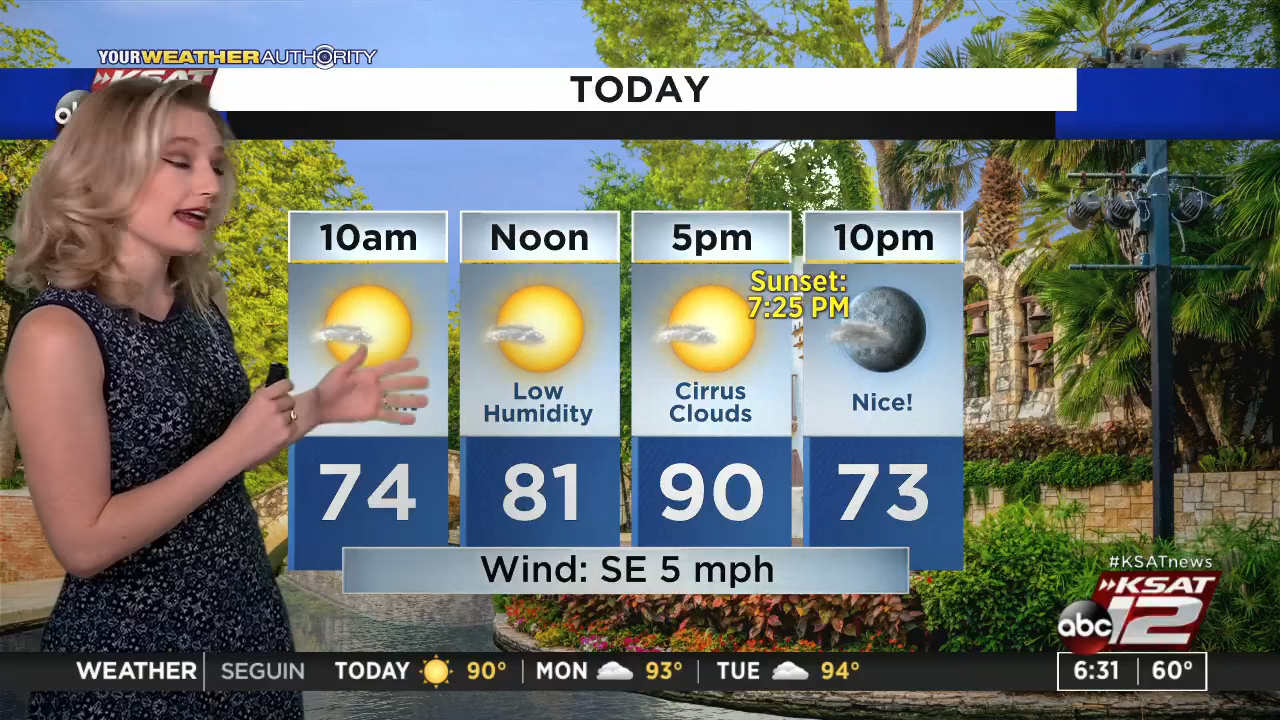 YOURWEATHERAUTHORITY
KSAT
TODAY
10am
Noon
5pm
10pm
Sunset:
7:25 PM
Low
Humidity
Cirrus
Clouds
Nice!
74
81
90
73
Wind: SE 5 mph
#KSATnews
KSAT
abc 12
WEATHER SEGUIN TODAY 90° MON 93° TUE 94° 6:31 60°